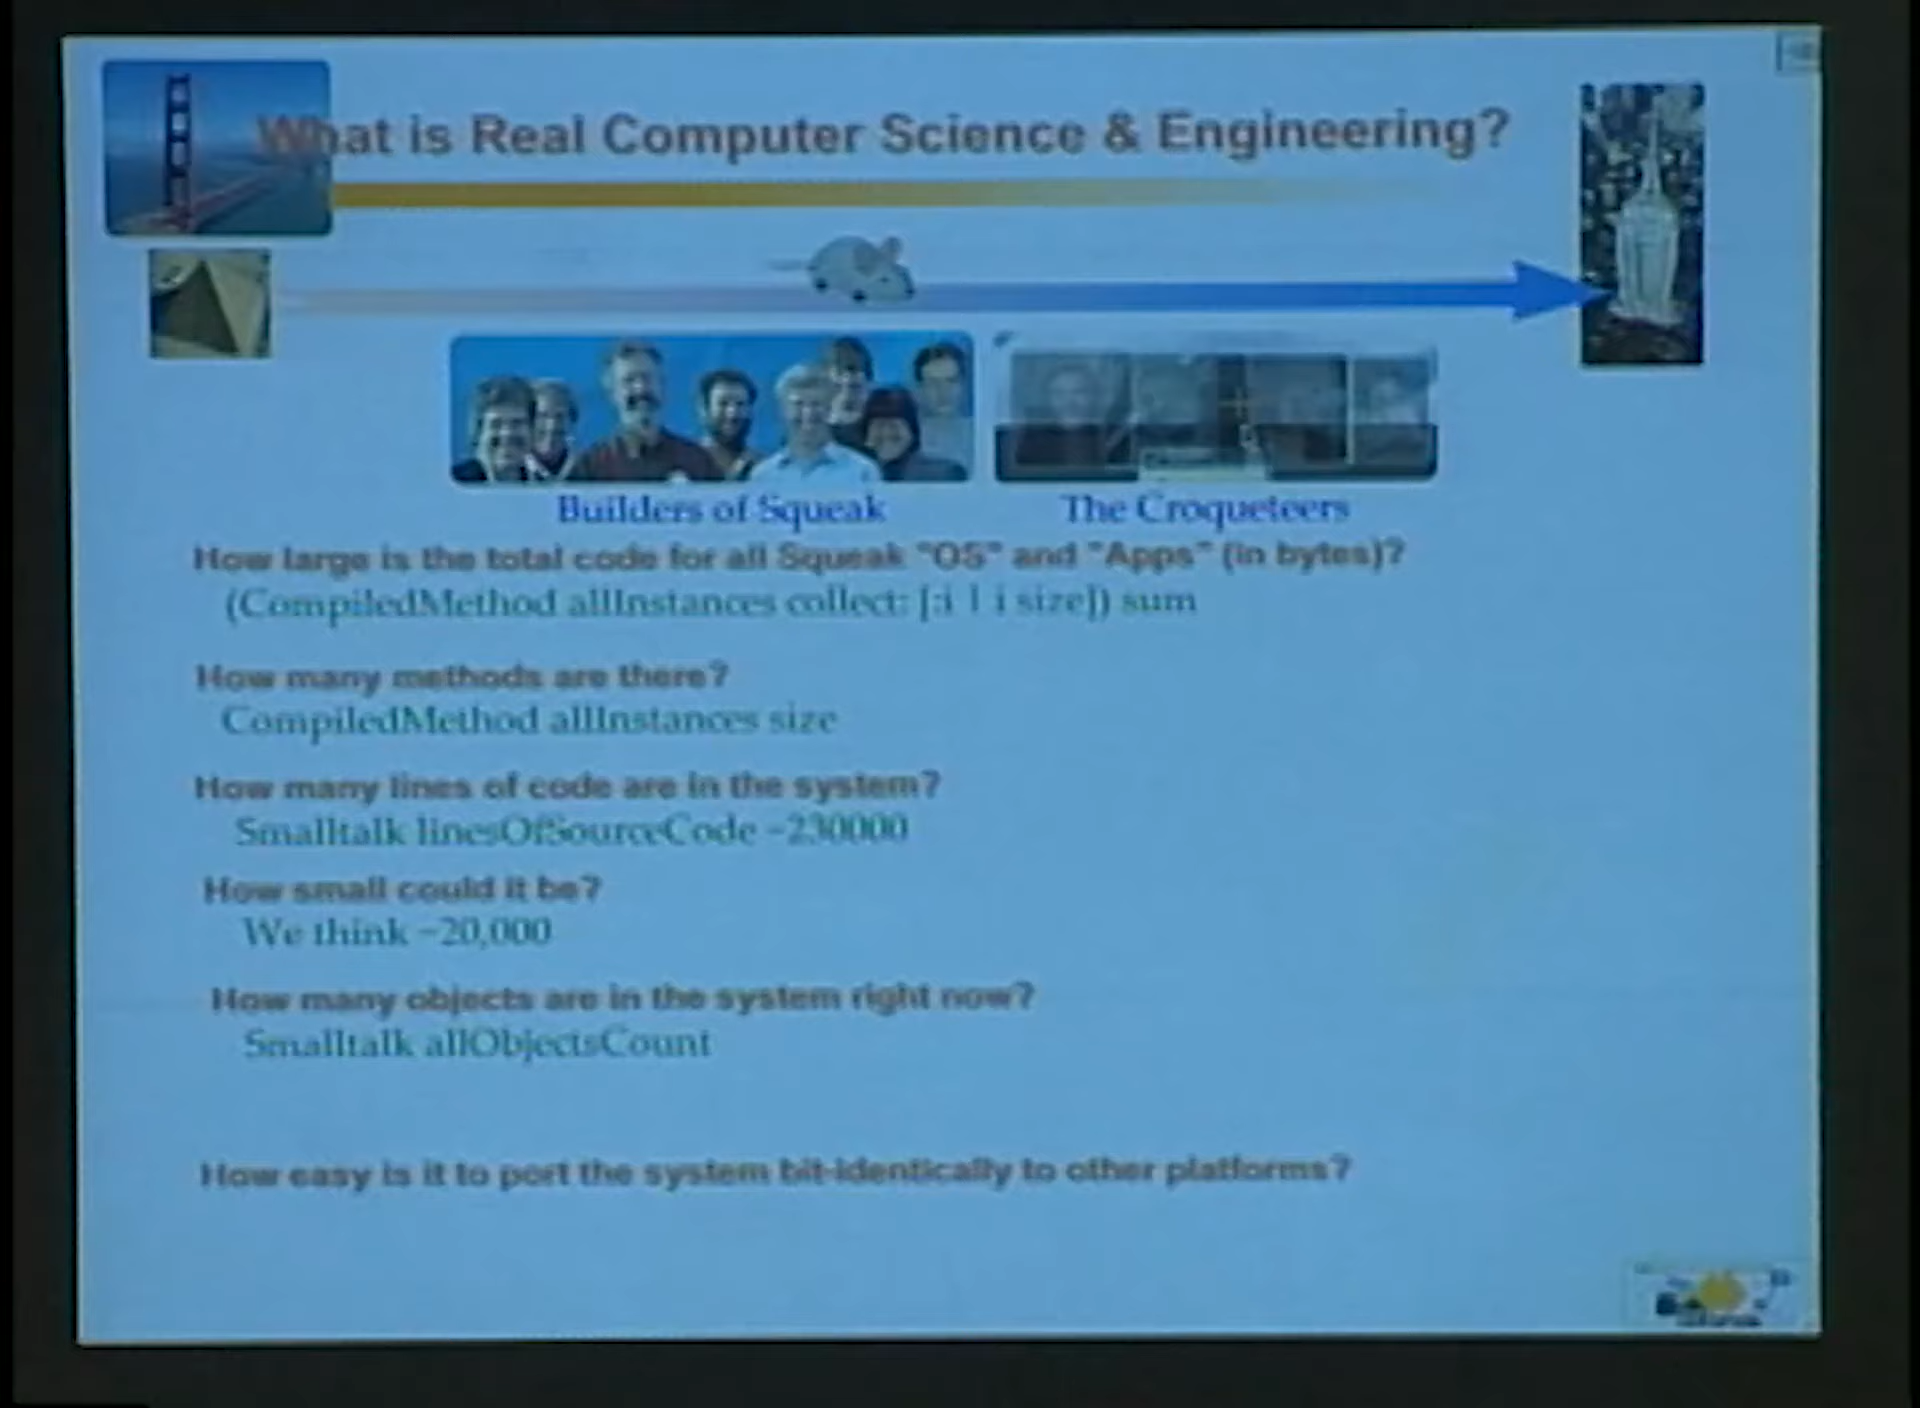 What is Real Computer Science & Engineering?
Builders of Squeak
The Croqueteers
How large is the total code for all Squeak "OS" and "Apps" (in bytes)?
(CompiledMethod allInstances collect: [:i | i size]) sum
How many methods are there?
CompiledMethod allInstances size
How many lines of code are in the system?
Smalltalk linesOfSourceCode ~230000
How small could it be?
We think ~20,000
How many objects are in the system right now?
Smalltalk allObjectsCount
How easy is it to port the system bit-identically to other platforms?